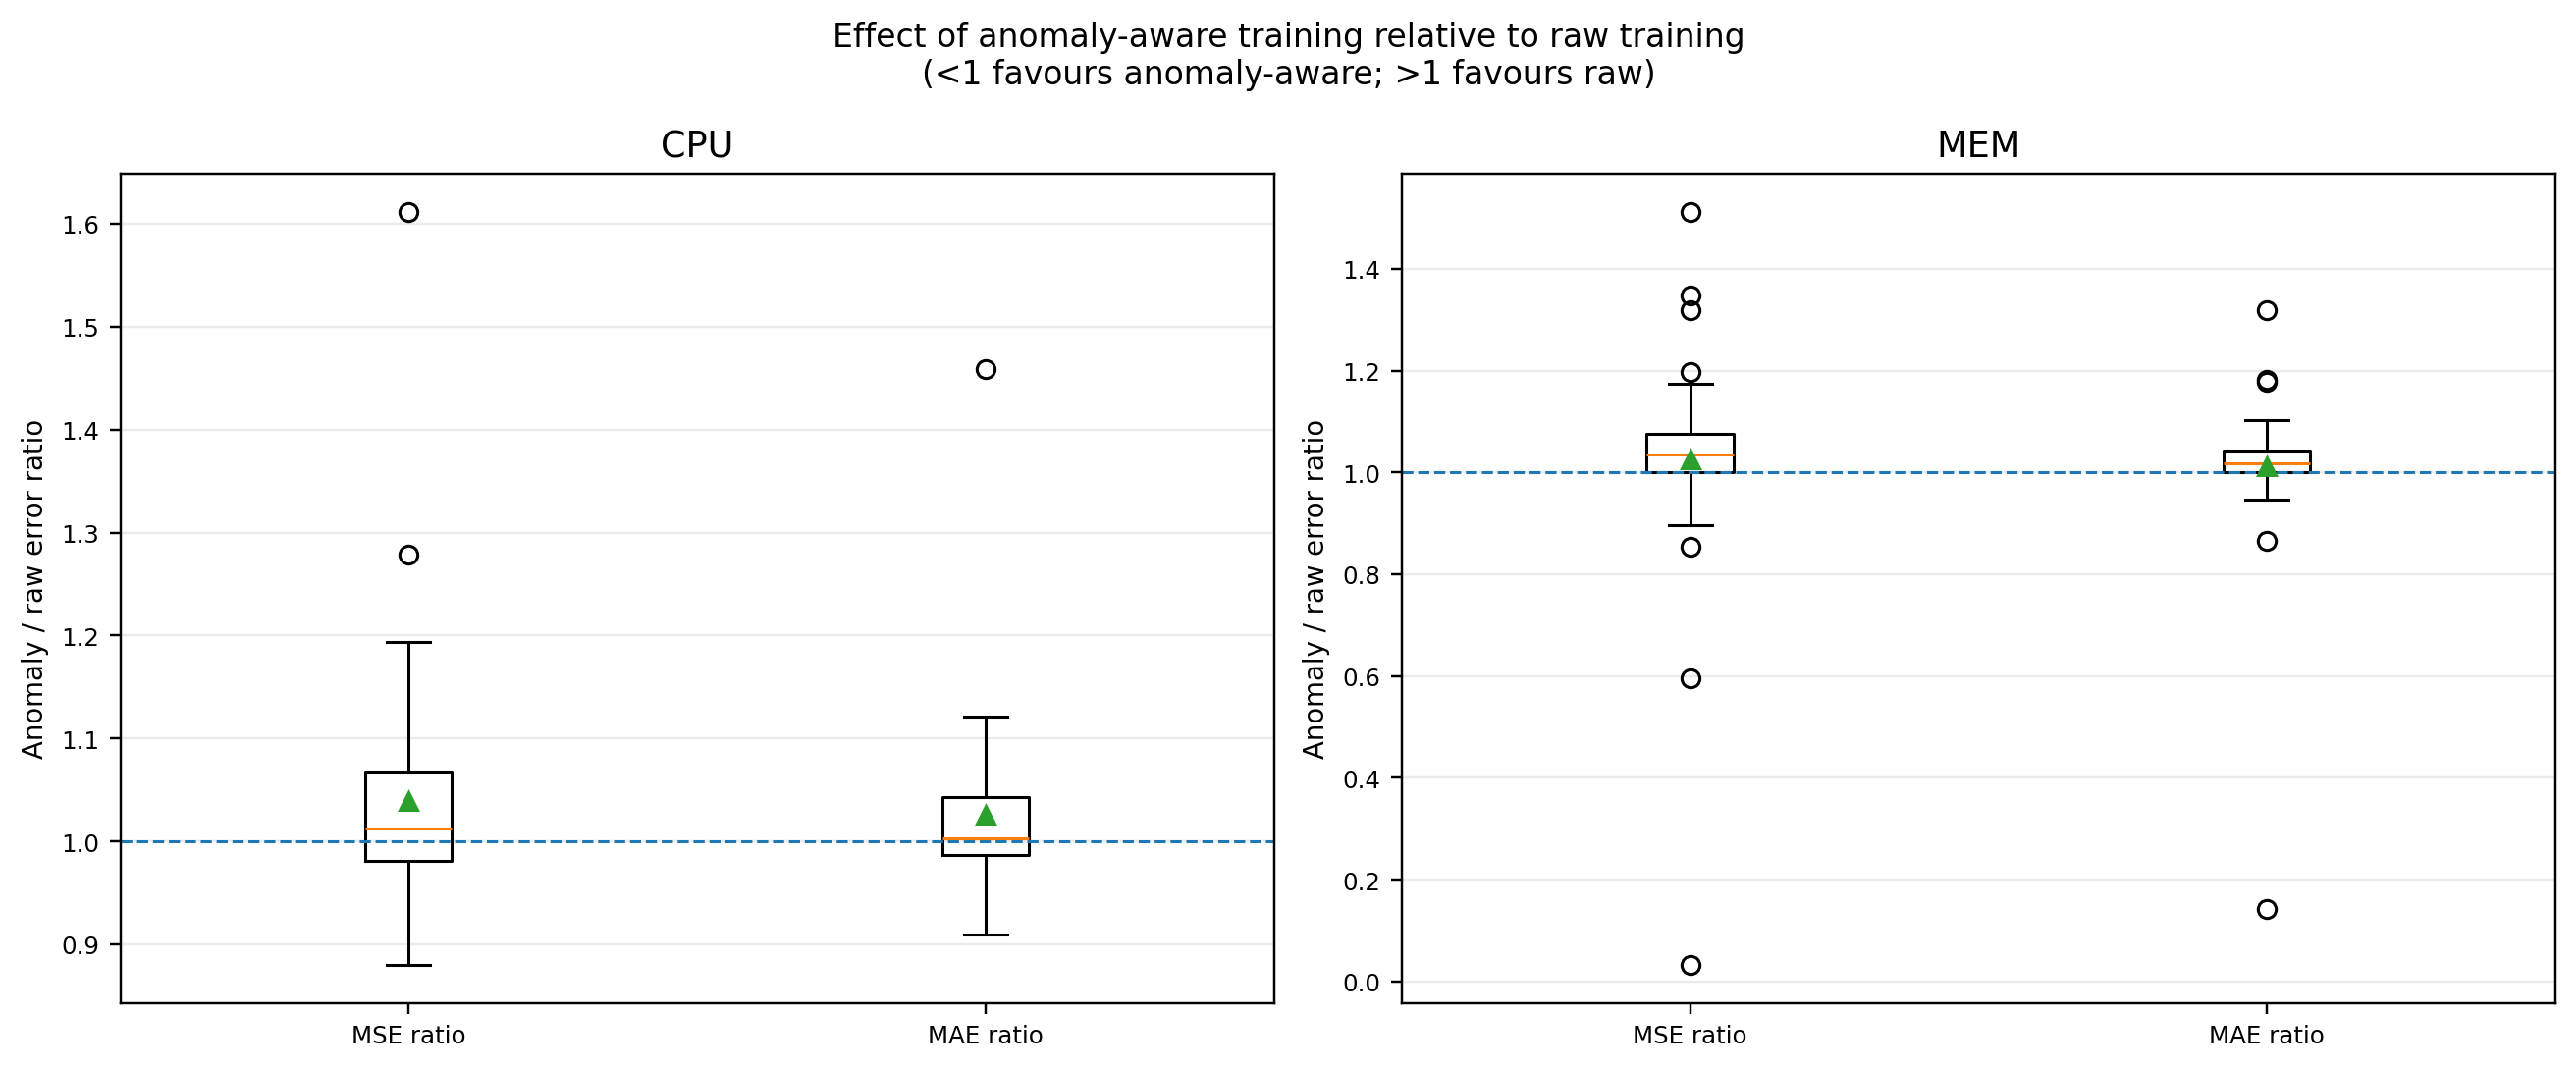 Effect of anomaly-aware training relative to raw training
(<1 favours anomaly-aware; >1 favours raw)
CPU
Anomaly / raw error ratio
1.6
1.5
1.4
1.3
1.2
1.1
1.0
0.9
MSE ratio
MAE ratio
MEM
Anomaly / raw error ratio
1.4
1.2
1.0
0.8
0.6
0.4
0.2
0.0
MSE ratio
MAE ratio